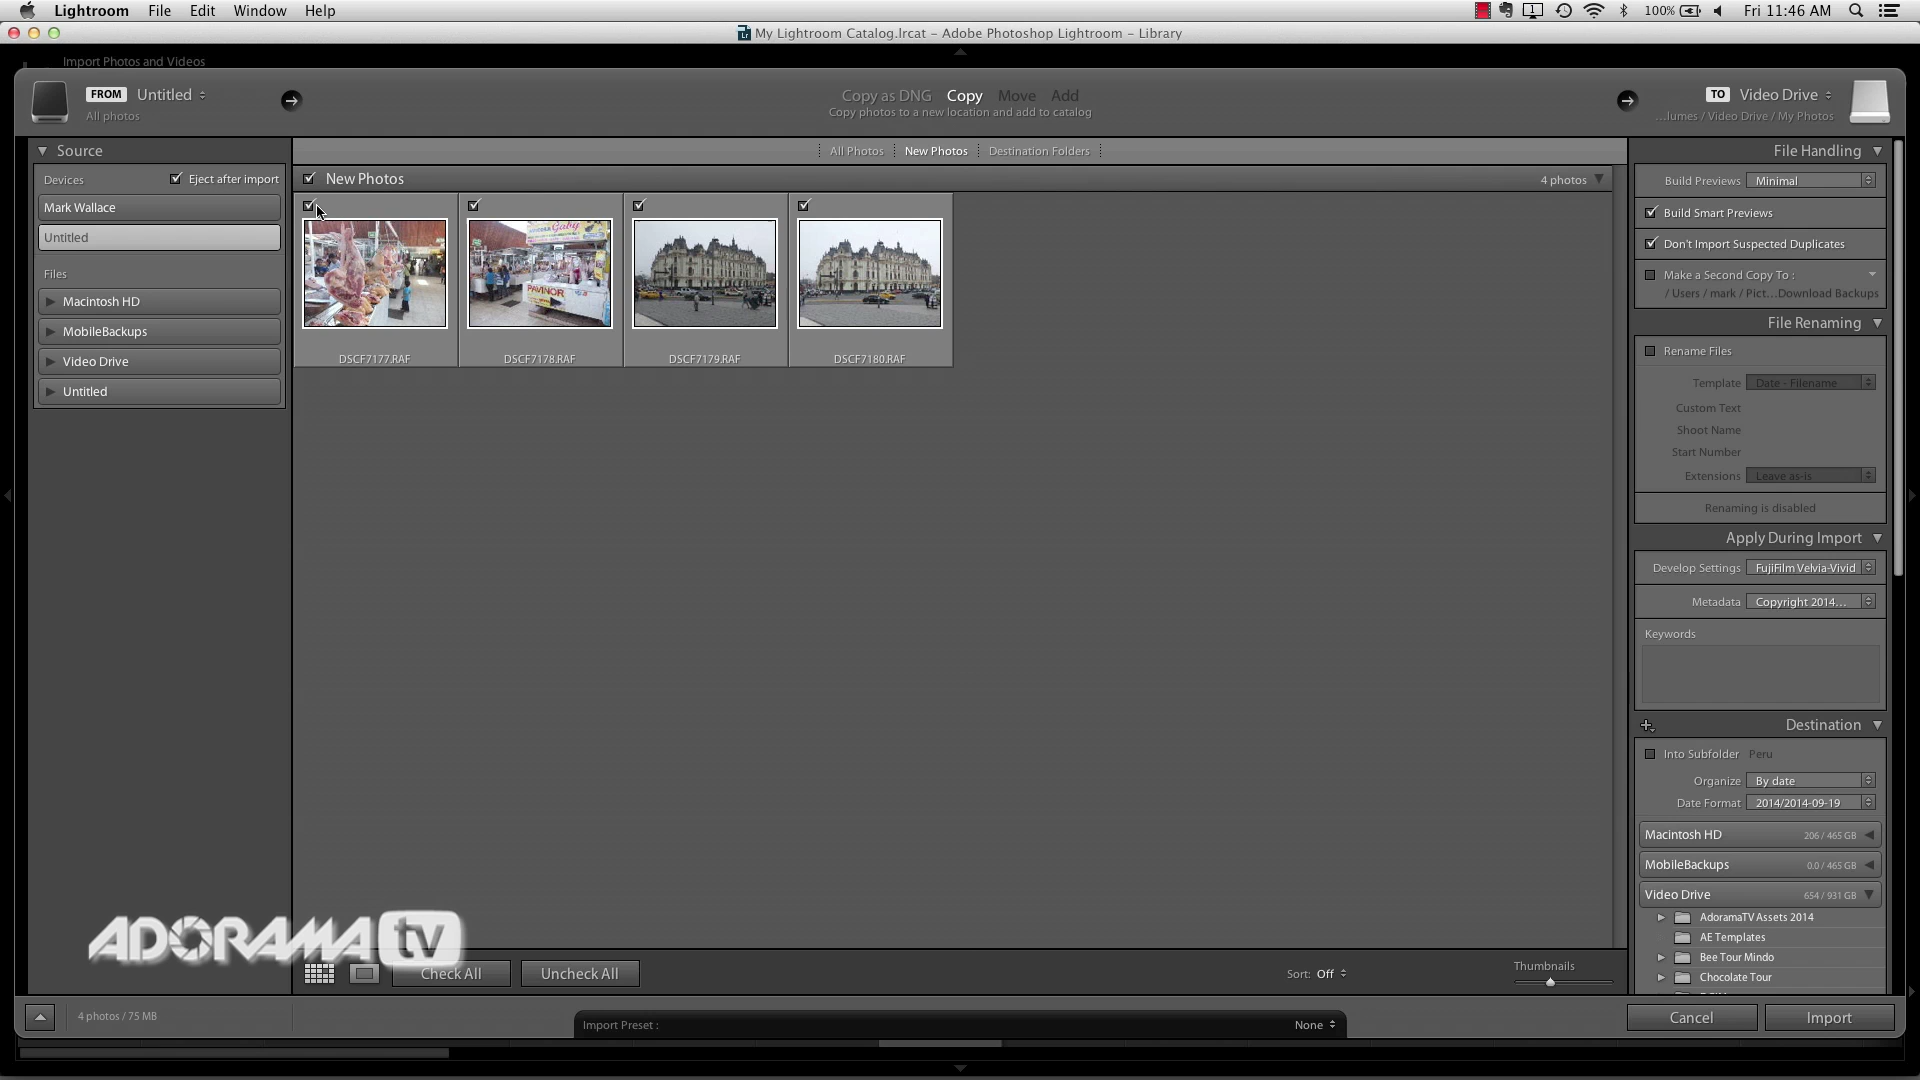 Lightroom File Edit Window Help 1 100% Fri 11:46 AM
Lr My Lightroom Catalog.lrcat – Adobe Photoshop Lightroom – Library
Import Photos and Videos
FROM Untitled
All photos
Copy as DNG Copy Move Add
Copy photos to a new location and add to catalog
TO Video Drive
...lumes / Video Drive / My Photos
Source
Devices Eject after import
Mark Wallace
Untitled
Files
Macintosh HD
MobileBackups
Video Drive
Untitled
All Photos New Photos Destination Folders
New Photos 4 photos
Gaby
PAVINOR
DSCF7177.RAF DSCF7178.RAF DSCF7179.RAF DSCF7180.RAF
File Handling
Build Previews Minimal
Build Smart Previews
Don't Import Suspected Duplicates
Make a Second Copy To :
/ Users / mark / Pict...Download Backups
File Renaming
Rename Files
Template Date - Filename
Custom Text
Shoot Name
Start Number
Extensions Leave as-is
Renaming is disabled
Apply During Import
Develop Settings FujiFilm Velvia-Vivid
Metadata Copyright 2014...
Keywords
Destination
Into Subfolder Peru
Organize By date
Date Format 2014/2014-09-19
Macintosh HD 206 / 465 GB
MobileBackups 0.0 / 465 GB
Video Drive 654 / 931 GB
AdoramaTV Assets 2014
AE Templates
Bee Tour Mindo
Chocolate Tour
ADORAMA tv
Check All Uncheck All Sort: Off Thumbnails
4 photos / 75 MB
Import Preset : None
Cancel Import